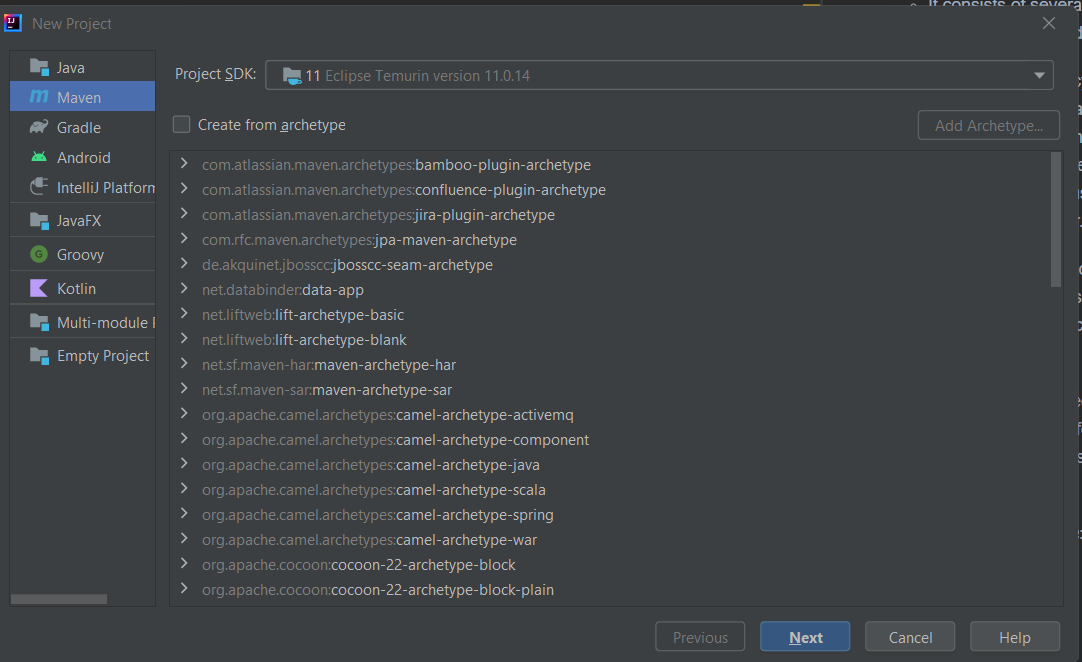 It consists of severa
New Project
Java
Maven
Gradle
Android
IntelliJ Platform
JavaFX
Groovy
Kotlin
Multi-module
Empty Project
Project SDK: 11 Eclipse Temurin version 11.0.14
Create from archetype
Add Archetype...
com.atlassian.maven.archetypes:bamboo-plugin-archetype
com.atlassian.maven.archetypes:confluence-plugin-archetype
com.atlassian.maven.archetypes:jira-plugin-archetype
com.rfc.maven.archetypes:jpa-maven-archetype
de.akquinet.jbosscc:jbosscc-seam-archetype
net.databinder:data-app
net.liftweb:lift-archetype-basic
net.liftweb:lift-archetype-blank
net.sf.maven-har:maven-archetype-har
net.sf.maven-sar:maven-archetype-sar
org.apache.camel.archetypes:camel-archetype-activemq
org.apache.camel.archetypes:camel-archetype-component
org.apache.camel.archetypes:camel-archetype-java
org.apache.camel.archetypes:camel-archetype-scala
org.apache.camel.archetypes:camel-archetype-spring
org.apache.camel.archetypes:camel-archetype-war
org.apache.cocoon:cocoon-22-archetype-block
org.apache.cocoon:cocoon-22-archetype-block-plain
Previous
Next
Cancel
Help